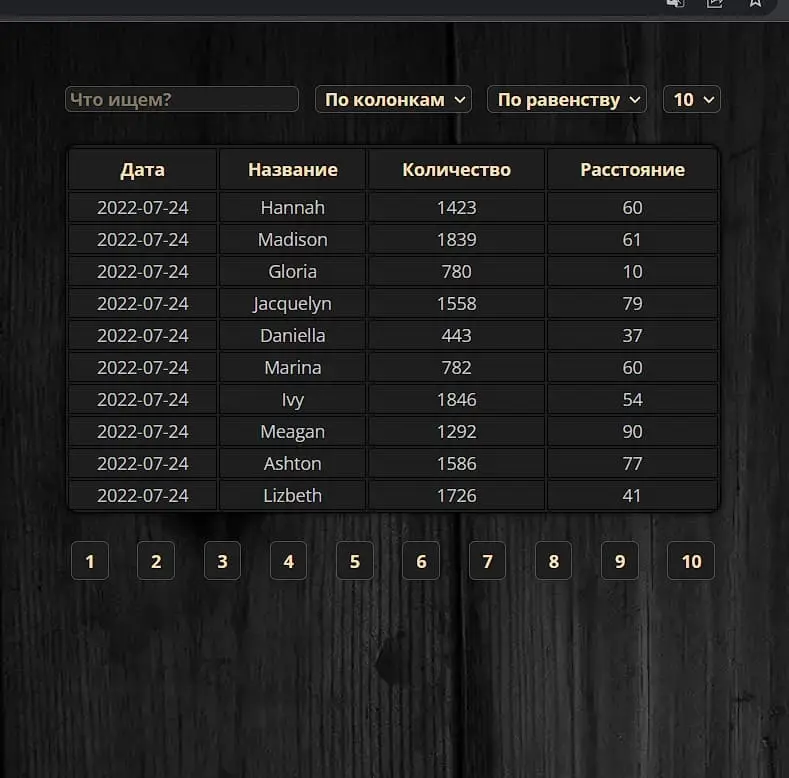 Что ищем? По колонкам По равенству 10
Дата Название Количество Расстояние
2022-07-24 Hannah 1423 60
2022-07-24 Madison 1839 61
2022-07-24 Gloria 780 10
2022-07-24 Jacquelyn 1558 79
2022-07-24 Daniella 443 37
2022-07-24 Marina 782 60
2022-07-24 Ivy 1846 54
2022-07-24 Meagan 1292 90
2022-07-24 Ashton 1586 77
2022-07-24 Lizbeth 1726 41
1 2 3 4 5 6 7 8 9 10